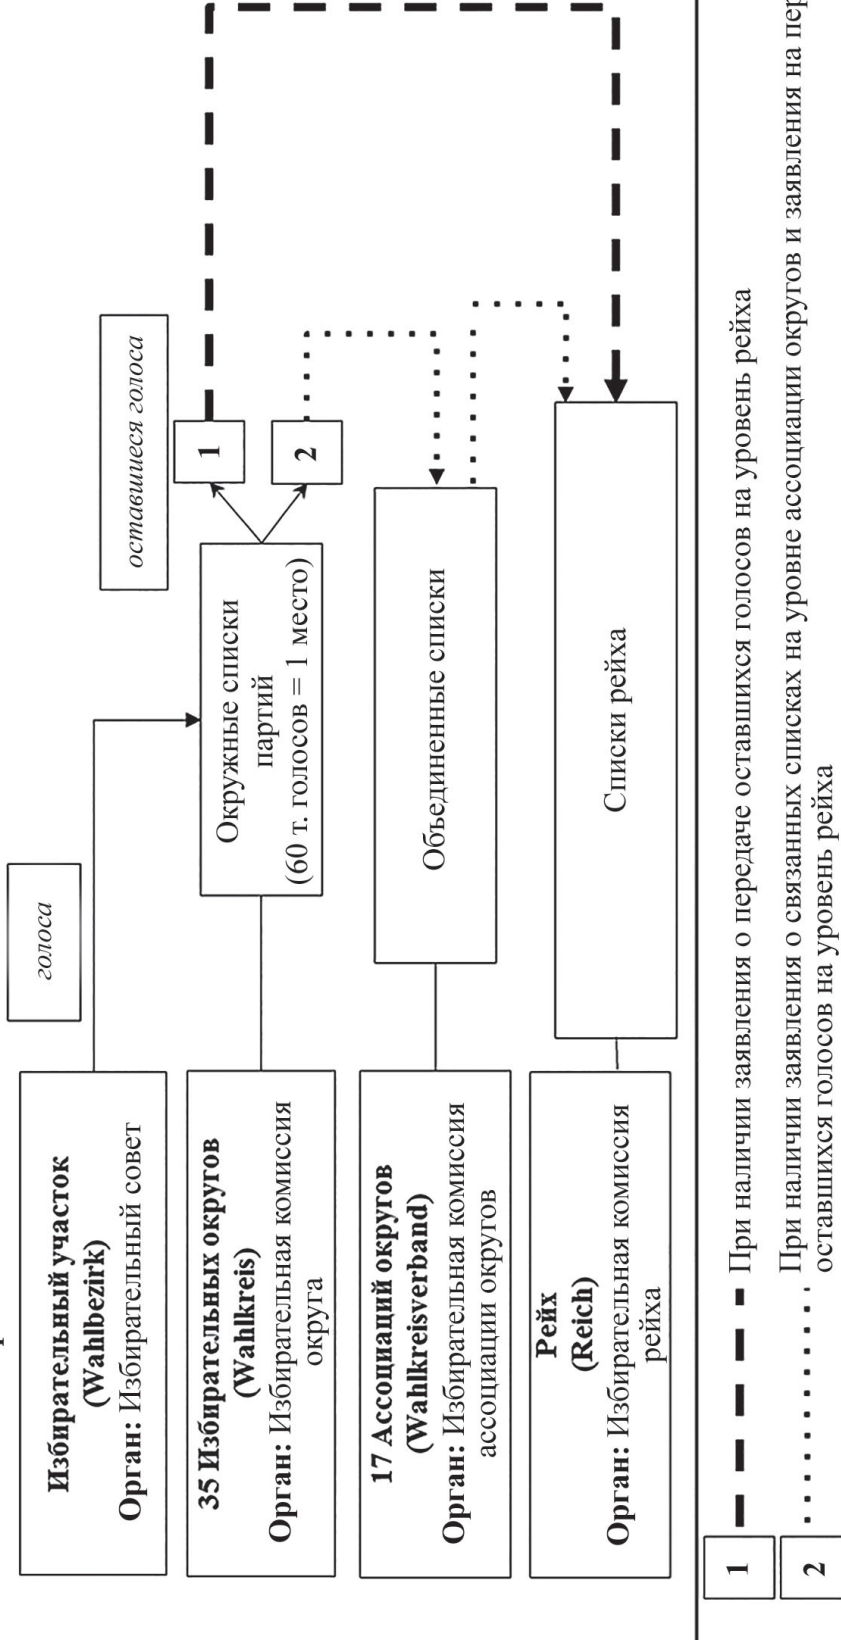 голоса
Избирательный участок
(Wahlbezirk)
Орган: Избирательный совет
оставшиеся голоса
35 Избирательных округов
(Wahlkreis)
Орган: Избирательная комиссия
округа
Окружные списки
партий
(60 т. голосов = 1 место)
1
2
17 Ассоциаций округов
(Wahlkreisverband)
Орган: Избирательная комиссия
ассоциации округов
Объединенные списки
Рейх
(Reich)
Орган: Избирательная комиссия
рейха
Списки рейха
1 При наличии заявления о передаче оставшихся голосов на уровень рейха
2 При наличии заявления о связанных списках на уровне ассоциации округов и заявления на пер
оставшихся голосов на уровень рейха